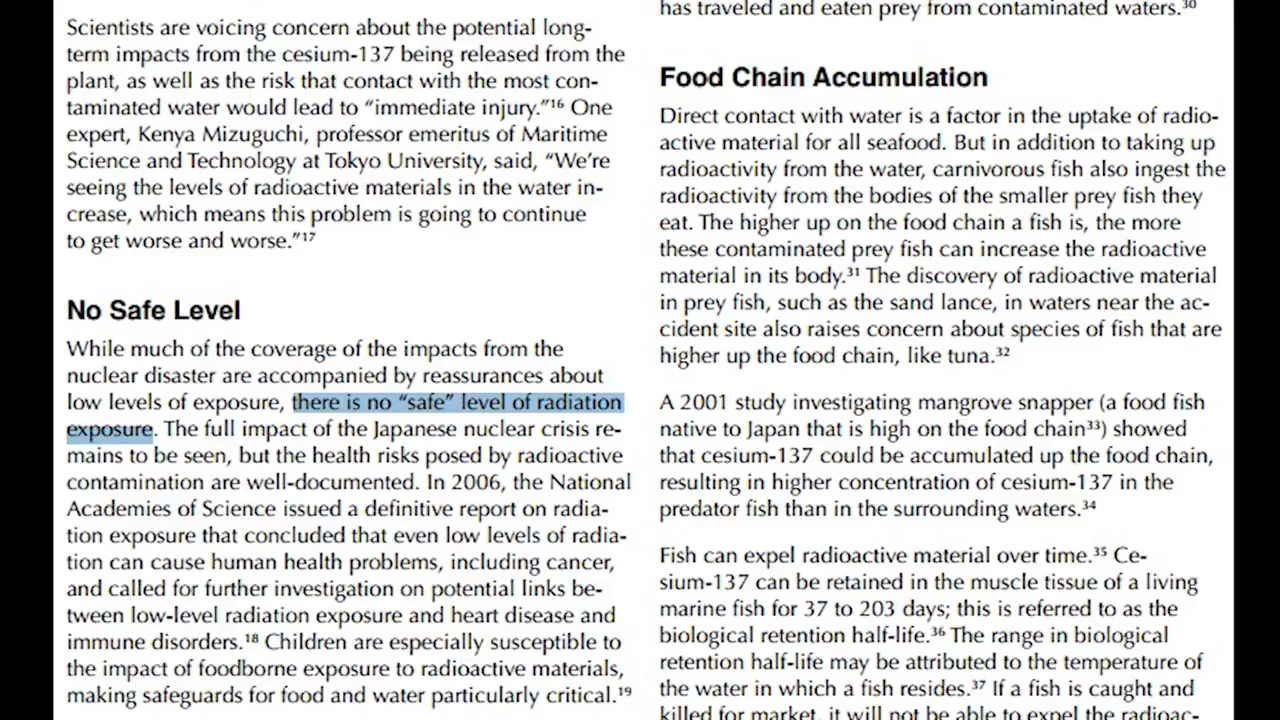 Scientists are voicing concern about the potential long-
term impacts from the cesium-137 being released from the
plant, as well as the risk that contact with the most con-
taminated water would lead to “immediate injury.”¹⁶ One
expert, Kenya Mizuguchi, professor emeritus of Maritime
Science and Technology at Tokyo University, said, “We’re
seeing the levels of radioactive materials in the water in-
crease, which means this problem is going to continue
to get worse and worse.”¹⁷
No Safe Level
While much of the coverage of the impacts from the
nuclear disaster are accompanied by reassurances about
low levels of exposure, there is no “safe” level of radiation
exposure. The full impact of the Japanese nuclear crisis re-
mains to be seen, but the health risks posed by radioactive
contamination are well-documented. In 2006, the National
Academies of Science issued a definitive report on radia-
tion exposure that concluded that even low levels of radia-
tion can cause human health problems, including cancer,
and called for further investigation on potential links be-
tween low-level radiation exposure and heart disease and
immune disorders.¹⁸ Children are especially susceptible to
the impact of foodborne exposure to radioactive materials,
making safeguards for food and water particularly critical.¹⁹
has traveled and eaten prey from contaminated waters.³⁰
Food Chain Accumulation
Direct contact with water is a factor in the uptake of radio-
active material for all seafood. But in addition to taking up
radioactivity from the water, carnivorous fish also ingest the
radioactivity from the bodies of the smaller prey fish they
eat. The higher up on the food chain a fish is, the more
these contaminated prey fish can increase the radioactive
material in its body.³¹ The discovery of radioactive material
in prey fish, such as the sand lance, in waters near the ac-
cident site also raises concern about species of fish that are
higher up the food chain, like tuna.³²
A 2001 study investigating mangrove snapper (a food fish
native to Japan that is high on the food chain³³) showed
that cesium-137 could be accumulated up the food chain,
resulting in higher concentration of cesium-137 in the
predator fish than in the surrounding waters.³⁴
Fish can expel radioactive material over time.³⁵ Ce-
sium-137 can be retained in the muscle tissue of a living
marine fish for 37 to 203 days; this is referred to as the
biological retention half-life.³⁶ The range in biological
retention half-life may be attributed to the temperature of
the water in which a fish resides.³⁷ If a fish is caught and
killed for market, it will not be able to expel the radioac-